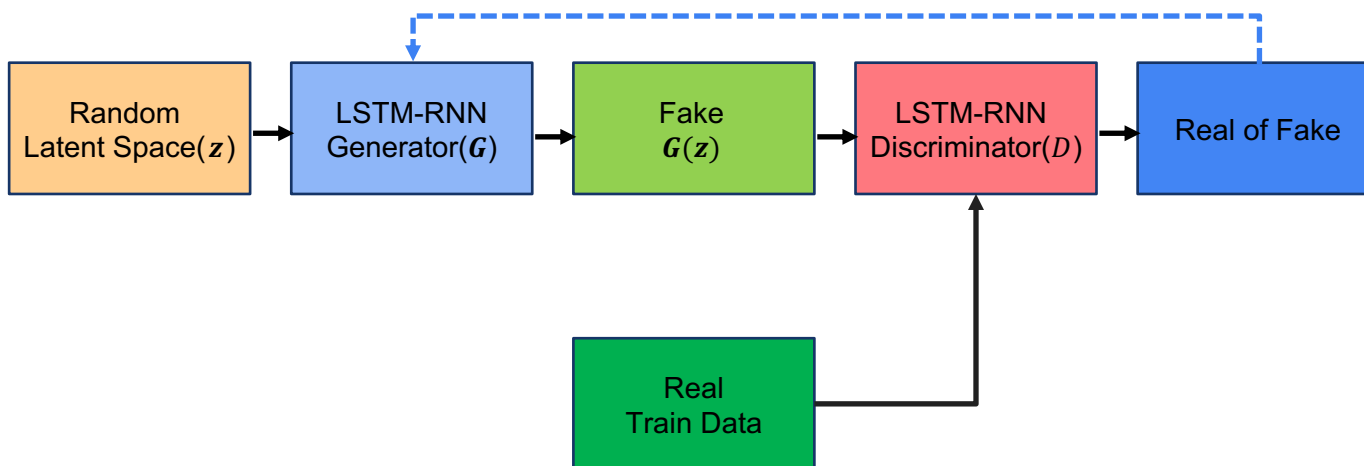 Random
Latent Space(z)
LSTM-RNN
Generator(G)
Fake
G(z)
LSTM-RNN
Discriminator(D)
Real of Fake
Real
Train Data